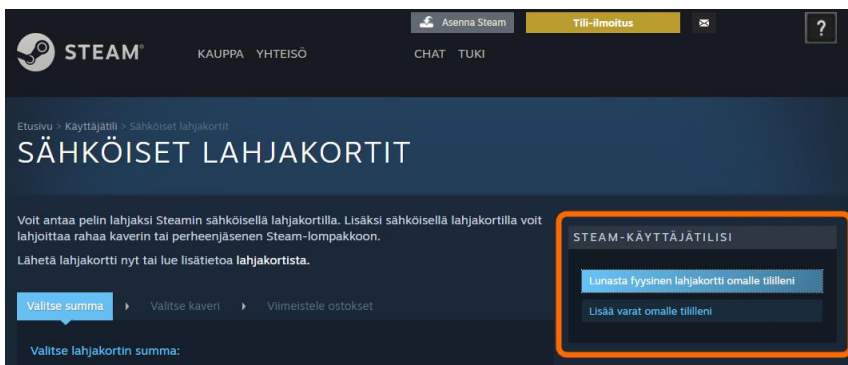 Asenna Steam
Tili-ilmoitus
?
STEAM®
KAUPPA YHTEISÖ
CHAT TUKI
Etusivu > Käyttäjätili > Sähköiset lahjakortit
SÄHKÖISET LAHJAKORTIT
Voit antaa pelin lahjaksi Steamin sähköisellä lahjakortilla. Lisäksi sähköisellä lahjakortilla voit
lahjoittaa rahaa kaverin tai perheenjäsenen Steam-lompakkoon.
Lähetä lahjakortti nyt tai lue lisätietoa lahjakortista.
Valitse summa
Valitse kaveri
Viimeistele ostokset
Valitse lahjakortin summa:
STEAM-KÄYTTÄJÄTILISI
Lunasta fyysinen lahjakortti omalle tililleni
Lisää varat omalle tililleni